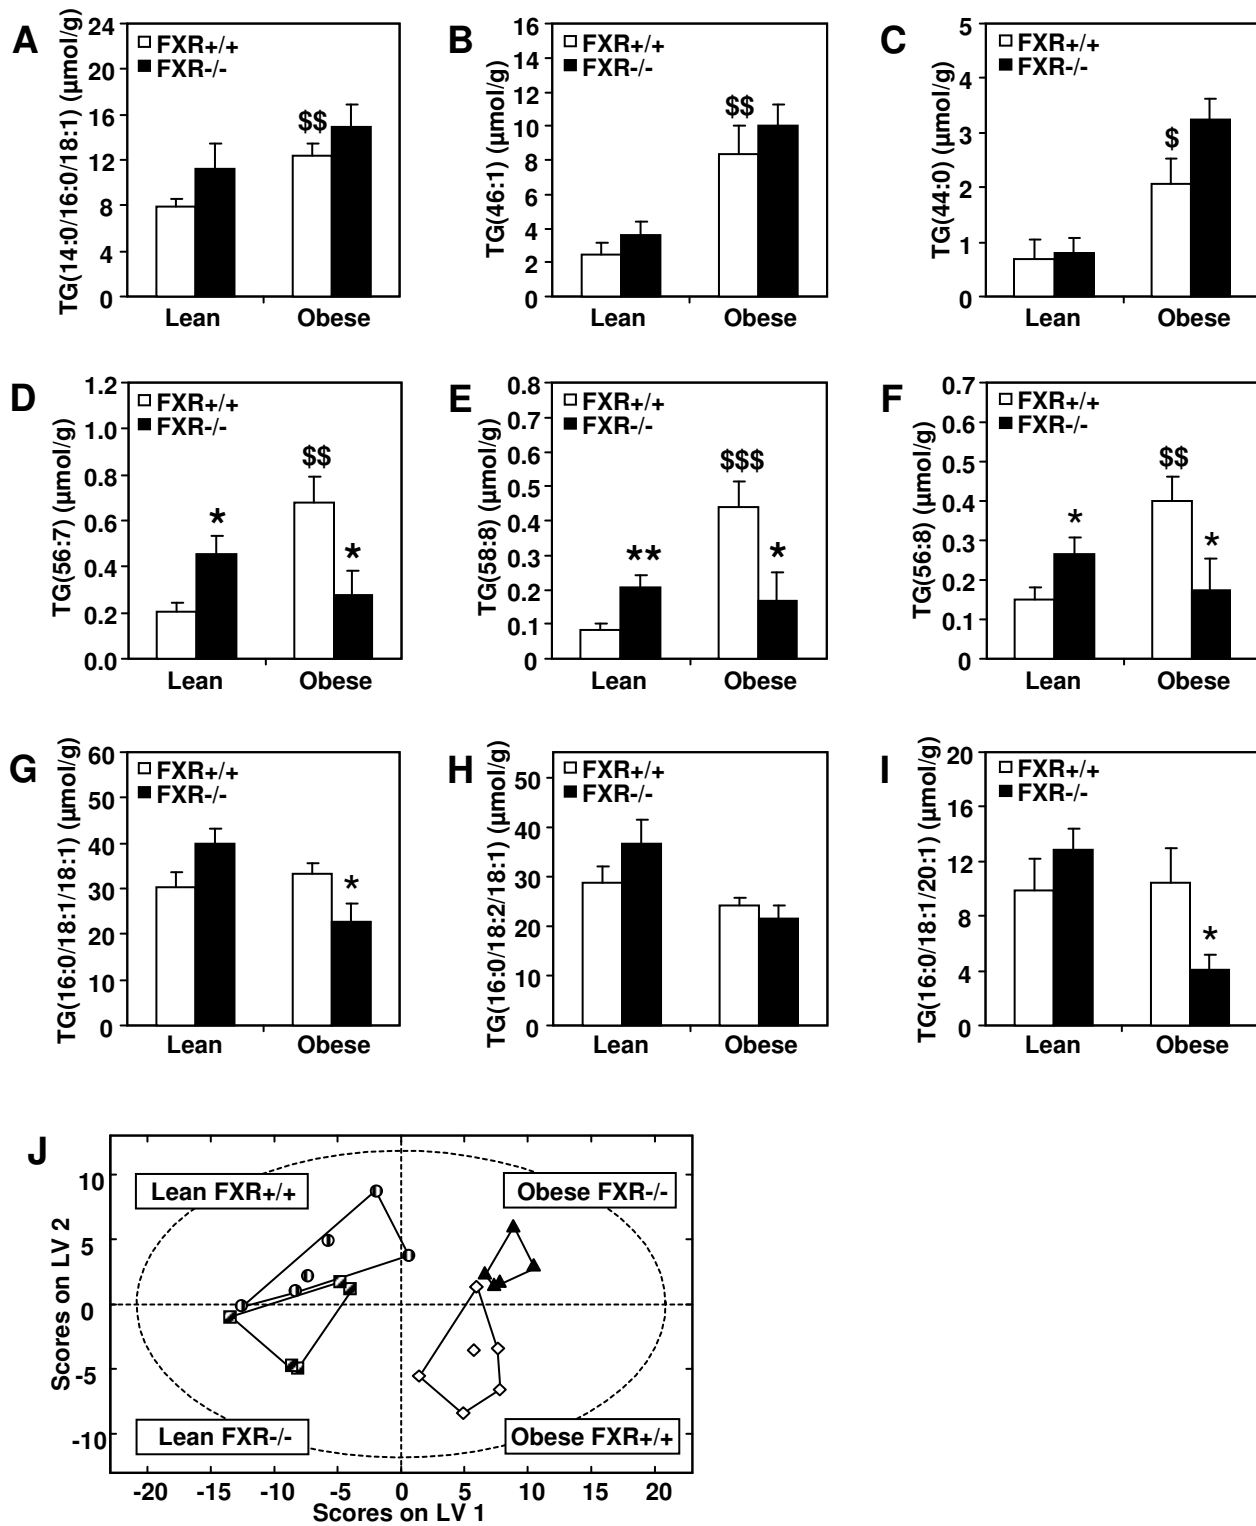 A
TG(14:0/16:0/18:1) (µmol/g)
24
20
16
12
8
4
0
FXR+/+
FXR-/-
$$
Lean
Obese
B
TG(46:1) (µmol/g)
16
14
12
10
8
6
4
2
0
FXR+/+
FXR-/-
$$
Lean
Obese
C
TG(44:0) (µmol/g)
5
4
3
2
1
0
FXR+/+
FXR-/-
$
Lean
Obese
D
TG(56:7) (µmol/g)
1.2
1.0
0.8
0.6
0.4
0.2
0.0
FXR+/+
FXR-/-
*
$$
*
Lean
Obese
E
TG(58:8) (µmol/g)
0.8
0.7
0.6
0.5
0.4
0.3
0.2
0.1
0
FXR+/+
FXR-/-
**
$$$
*
Lean
Obese
F
TG(56:8) (µmol/g)
0.7
0.6
0.5
0.4
0.3
0.2
0.1
0
FXR+/+
FXR-/-
*
$$
*
Lean
Obese
G
TG(16:0/18:1/18:1) (µmol/g)
60
50
40
30
20
10
0
FXR+/+
FXR-/-
*
Lean
Obese
H
TG(16:0/18:2/18:1) (µmol/g)
50
40
30
20
10
0
FXR+/+
FXR-/-
Lean
Obese
I
TG(16:0/18:1/20:1) (µmol/g)
20
16
12
8
4
0
FXR+/+
FXR-/-
*
Lean
Obese
J
Scores on LV 2
10
5
0
-5
-10
Lean FXR+/+
Obese FXR-/-
Lean FXR-/-
Obese FXR+/+
-20 -15 -10 -5 0 5 10 15 20
Scores on LV 1